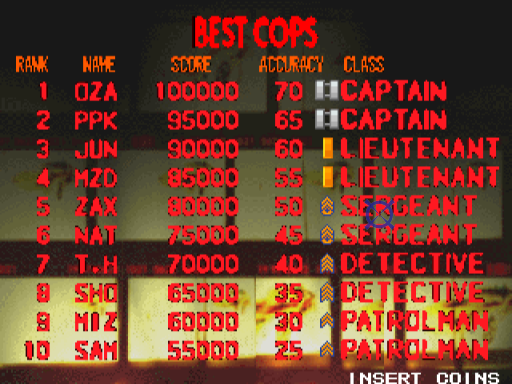 BEST COPS
RANK NAME SCORE ACCURACY CLASS
1 OZA 100000 70 CAPTAIN
2 PPK 95000 65 CAPTAIN
3 JUN 90000 60 LIEUTENANT
4 MZD 85000 55 LIEUTENANT
5 ZAX 80000 50 SERGEANT
6 NAT 75000 45 SERGEANT
7 T.H 70000 40 DETECTIVE
8 SHO 65000 35 DETECTIVE
9 MIZ 60000 30 PATROLMAN
10 SAM 55000 25 PATROLMAN
INSERT COINS